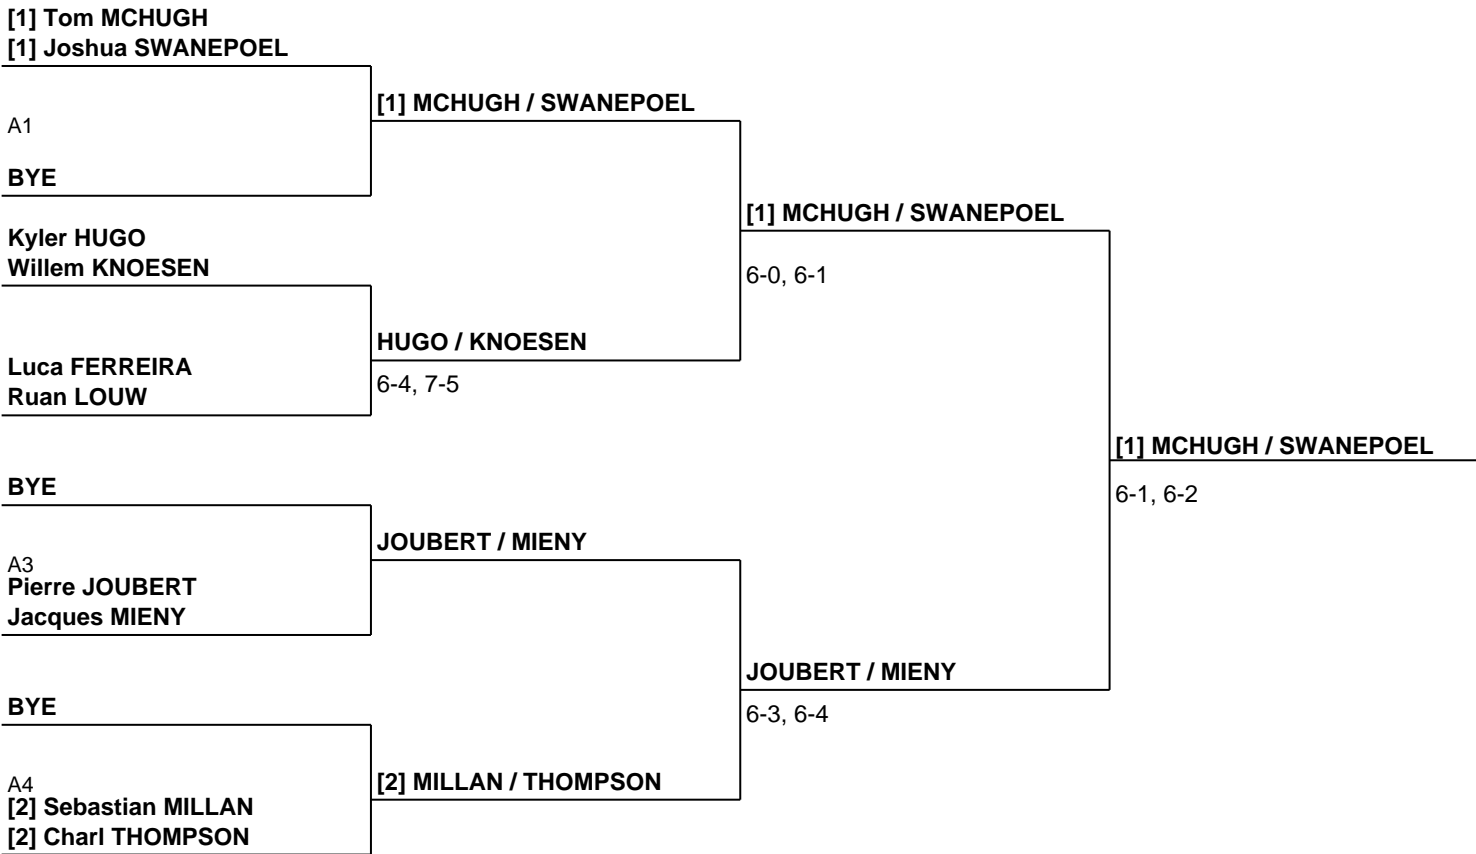 [1] Tom MCHUGH
[1] Joshua SWANEPOEL
A1
BYE
[1] MCHUGH / SWANEPOEL
Kyler HUGO
Willem KNOESEN
Luca FERREIRA
Ruan LOUW
HUGO / KNOESEN
6-4, 7-5
[1] MCHUGH / SWANEPOEL
6-0, 6-1
BYE
A3
Pierre JOUBERT
Jacques MIENY
JOUBERT / MIENY
BYE
A4
[2] Sebastian MILLAN
[2] Charl THOMPSON
[2] MILLAN / THOMPSON
JOUBERT / MIENY
6-3, 6-4
[1] MCHUGH / SWANEPOEL
6-1, 6-2